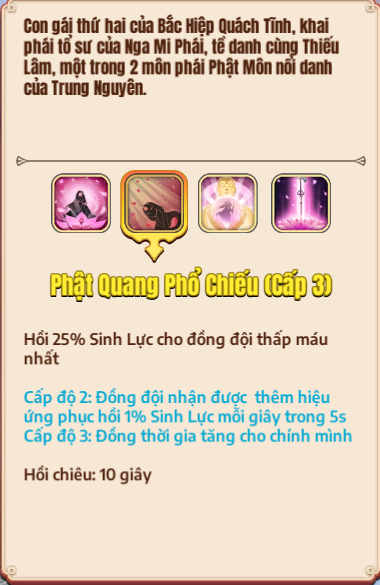 Con gái thứ hai của Bắc Hiệp Quách Tĩnh, khai
phái tổ sư của Nga Mi Phái, tề danh cùng Thiếu
Lâm, một trong 2 môn phái Phật Môn nổi danh
của Trung Nguyên.
Phật Quang Phổ Chiếu (Cấp 3)
Hồi 25% Sinh Lực cho đồng đội thấp máu
nhất
Cấp độ 2: Đồng đội nhận được thêm hiệu
ứng phục hồi 1% Sinh Lực mỗi giây trong 5s
Cấp độ 3: Đồng thời gia tăng cho chính mình
Hồi chiêu: 10 giây